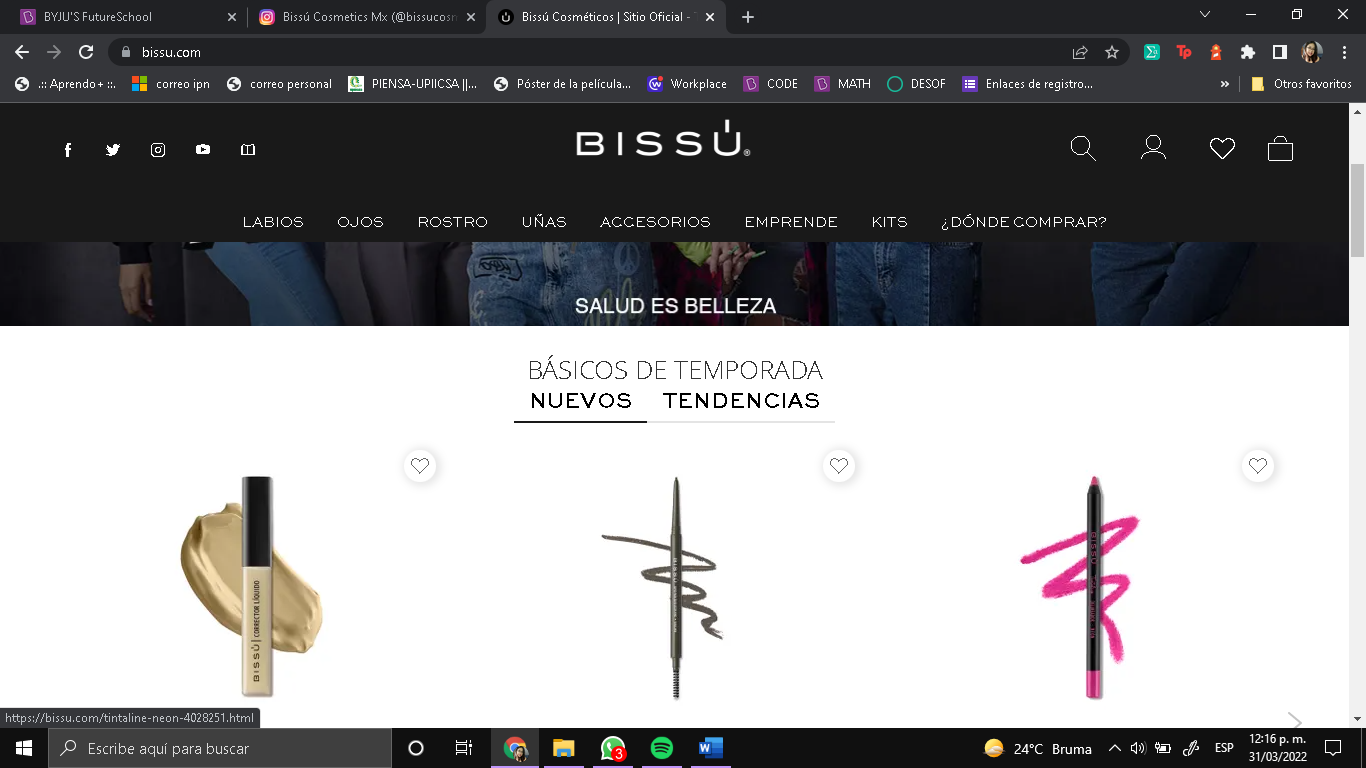 BYJU'S FutureSchool
Bissú Cosmetics Mx (@bissucosm
Bissú Cosméticos | Sitio Oficial -
bissu.com
.:: Aprendo+ ::.
correo ipn
correo personal
PIENSA-UPIICSA ||...
Póster de la película...
Workplace
CODE
MATH
DESOF
Enlaces de registro...
»
Otros favoritos
BISSÚ®
LABIOS
OJOS
ROSTRO
UÑAS
ACCESORIOS
EMPRENDE
KITS
¿DÓNDE COMPRAR?
SALUD ES BELLEZA
BÁSICOS DE TEMPORADA
NUEVOS
TENDENCIAS
BISSÚ | CORRECTOR LÍQUIDO
BISSÚ
BISSÚ
https://bissu.com/tintaline-neon-4028251.html
Escribe aquí para buscar
3
24°C Bruma
ESP
12:16 p. m.
31/03/2022